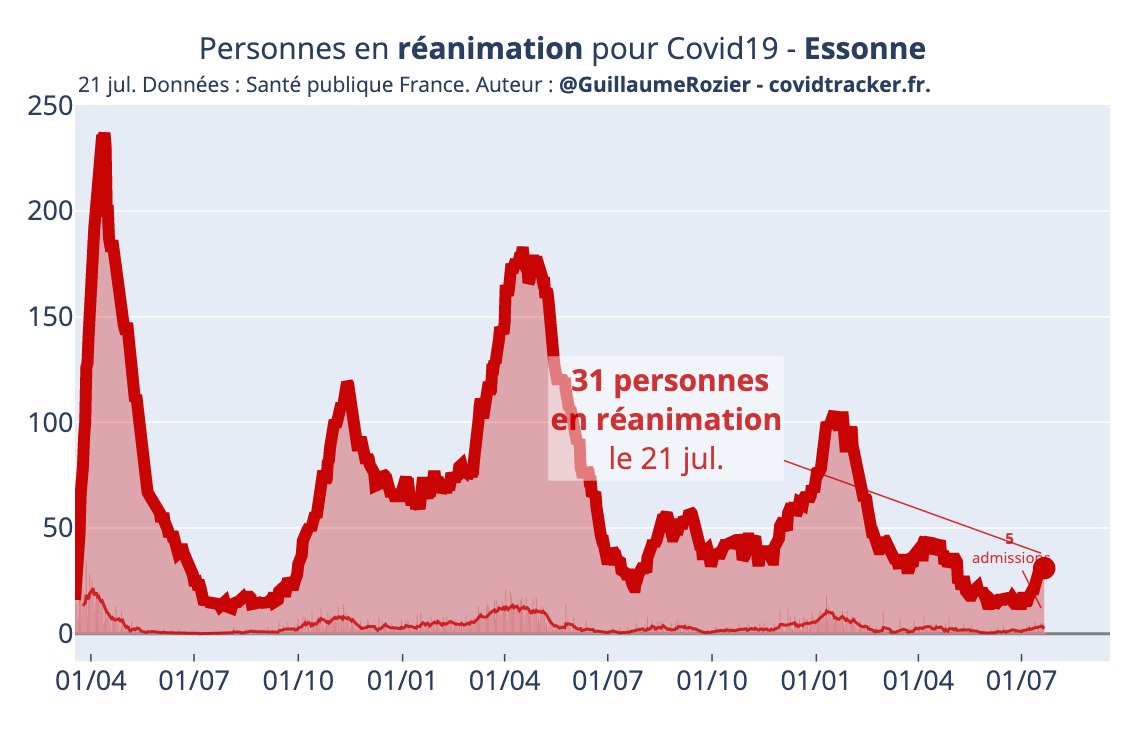 Personnes en réanimation pour Covid19 - Essonne
21 jul. Données : Santé publique France. Auteur : @GuillaumeRozier - covidtracker.fr.
250
200
150
100
50
0
31 personnes
en réanimation
le 21 jul.
5
admissions
01/04 01/07 01/10 01/01 01/04 01/07 01/10 01/01 01/04 01/07